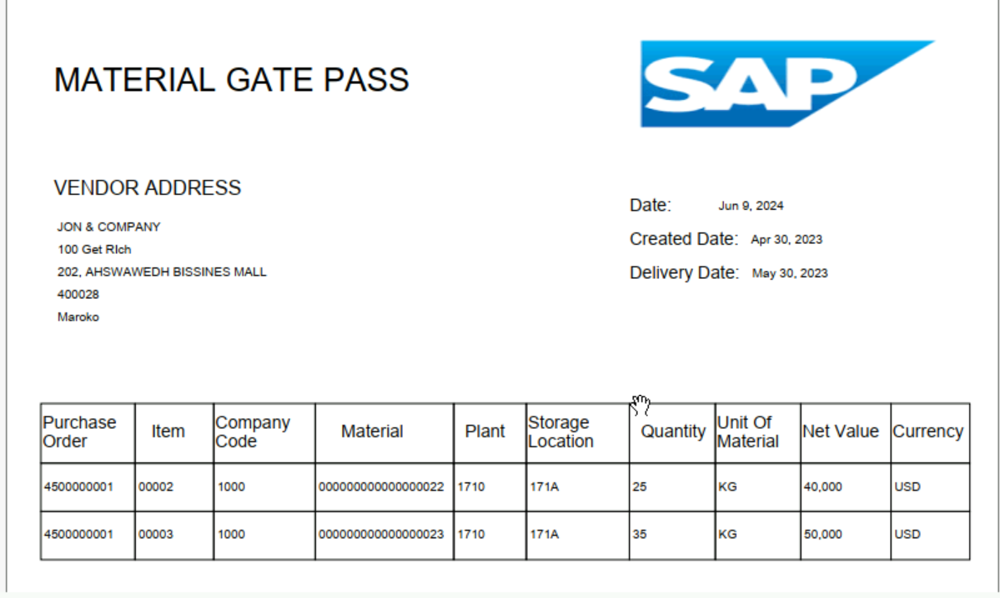 MATERIAL GATE PASS
SAP
VENDOR ADDRESS
JON & COMPANY
100 Get RIch
202, AHSWAWEDH BISSINES MALL
400028
Maroko
Date: Jun 9, 2024
Created Date: Apr 30, 2023
Delivery Date: May 30, 2023
Purchase Order Item Company Code Material Plant Storage Location Quantity Unit Of Material Net Value Currency
4500000001 00002 1000 000000000000000022 1710 171A 25 KG 40,000 USD
4500000001 00003 1000 000000000000000023 1710 171A 35 KG 50,000 USD